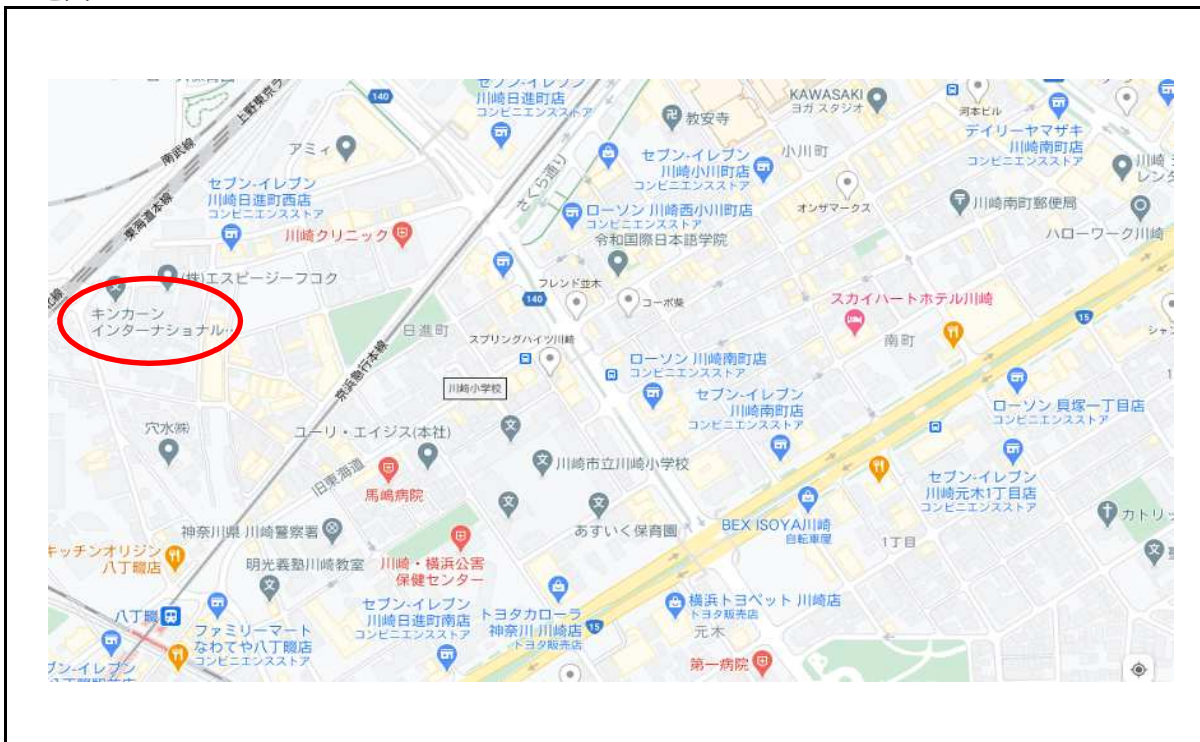 上野東京ラ
140
セブン-イレブン
川崎日進町店
コンビニエンスストア
教安寺
KAWASAKI
ヨガ スタジオ
河本ビル
デイリーヤマザキ
川崎南町店
コンビニエンスストア
南武線
アミィ
さくら通り
セブン-イレブン
川崎小川町店
コンビニエンスストア
小川町
川崎
レンタ
東海道本線
セブン-イレブン
川崎日進町西店
コンビニエンスストア
川崎クリニック
ローソン 川崎西小川町店
コンビニエンスストア
令和国際日本語学院
オンザマークス
川崎南町郵便局
ハローワーク川崎
(株)エスピージーフコク
キンカーン
インターナショナル…
日進町
フレンド並木
140
コーポ柴
スプリングハイツ川崎
スカイハートホテル川崎
15
南町
シャン
京浜急行本線
川崎小学校
ローソン 川崎南町店
コンビニエンスストア
セブン-イレブン
川崎南町店
コンビニエンスストア
ローソン 貝塚一丁目店
コンビニエンスストア
穴水㈱
ユーリ・エイジス(本社)
旧東海道
馬嶋病院
川崎市立川崎小学校
セブン-イレブン
川崎元木1丁目店
コンビニエンスストア
カトリッ
神奈川県 川崎警察署
あすいく保育園
BEX ISOYA川崎
自転車屋
1丁目
キッチンオリジン
八丁畷店
明光義塾川崎教室
川崎・横浜公害
保健センター
八丁畷
ファミリーマート
なわてや八丁畷店
コンビニエンスストア
セブン-イレブン
川崎日進町南店
コンビニエンスストア
トヨタカローラ
神奈川 川崎店
トヨタ販売店
15
横浜トヨペット 川崎店
トヨタ販売店
元木
第一病院
ブン-イレブン